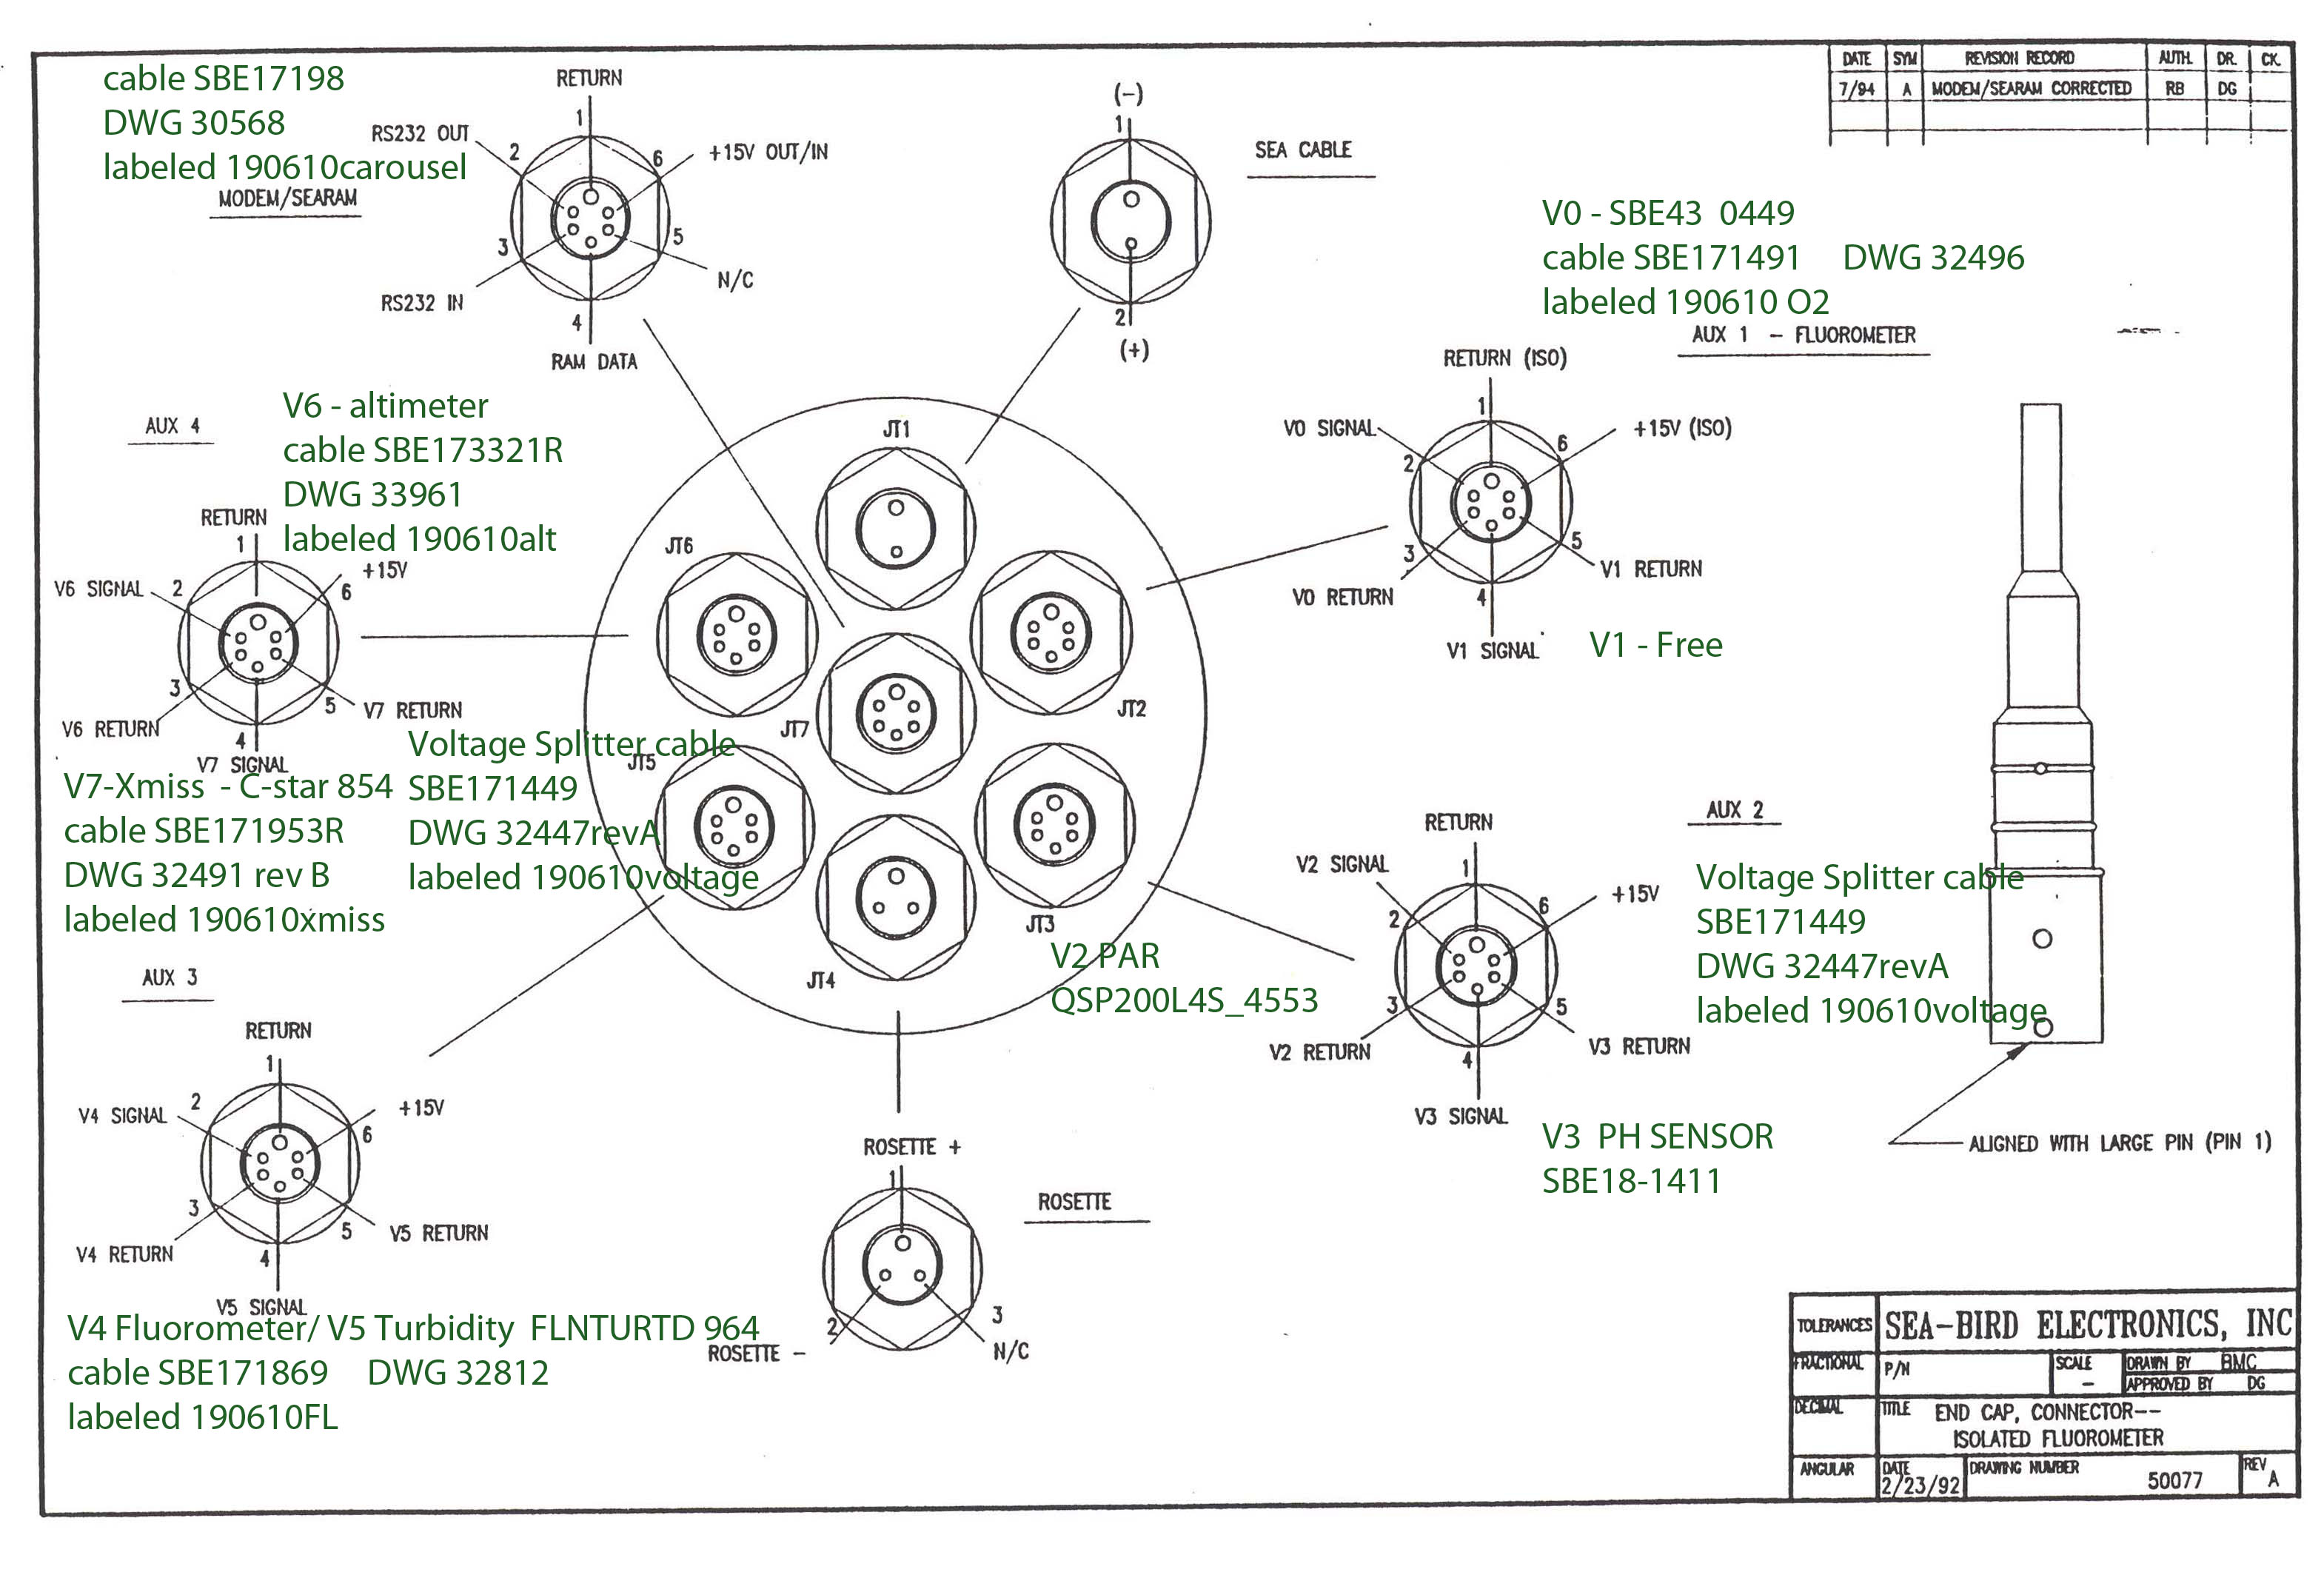 cable SBE17198
DWG 30568
labeled 190610carousel
MODEM/SEARAM
RETURN
1
RS232 OUT
2
6
+15V OUT/IN
3
5
RS232 IN
N/C
4
RAM DATA
(-)
1
SEA CABLE
2
(+)
DATE SYM REVISION RECORD AUTH. DR. CK.
7/94 A MODEM/SEARAM CORRECTED RB DG
V0 - SBE43 0449
cable SBE171491 DWG 32496
labeled 190610 O2
AUX 1 - FLUOROMETER
RETURN (ISO)
1
V0 SIGNAL
2
6
+15V (ISO)
3
5
V0 RETURN
V1 RETURN
4
V1 SIGNAL
V1 - Free
AUX 4
V6 - altimeter
cable SBE173321R
DWG 33961
labeled 190610alt
RETURN
1
+15V
V6 SIGNAL
2
6
3
5
V6 RETURN
V7 RETURN
4
V7 SIGNAL
JT1
JT6
JT7
JT2
JT5
JT3
JT4
V7-Xmiss - C-star 854
cable SBE171953R
DWG 32491 rev B
labeled 190610xmiss
Voltage Splitter cable
SBE171449
DWG 32447revA
labeled 190610voltage
AUX 3
RETURN
1
V4 SIGNAL
2
6
+15V
3
5
V4 RETURN
V5 RETURN
4
V5 SIGNAL
V4 Fluorometer/ V5 Turbidity FLNTURTD 964
cable SBE171869 DWG 32812
labeled 190610FL
ROSETTE +
1
ROSETTE
2
3
ROSETTE -
N/C
V2 PAR
QSP200L4S_4553
AUX 2
RETURN
1
V2 SIGNAL
2
6
+15V
3
5
V2 RETURN
V3 RETURN
4
V3 SIGNAL
V3 PH SENSOR
SBE18-1411
Voltage Splitter cable
SBE171449
DWG 32447revA
labeled 190610voltage
ALIGNED WITH LARGE PIN (PIN 1)
TOLERANCES
SEA-BIRD ELECTRONICS, INC
FRACTIONAL
P/N
SCALE
-
DRAWN BY BMC
APPROVED BY DG
DECIMAL
TITLE END CAP, CONNECTOR--
ISOLATED FLUOROMETER
ANGULAR
DATE
2/23/92
DRAWING NUMBER
50077
REV
A